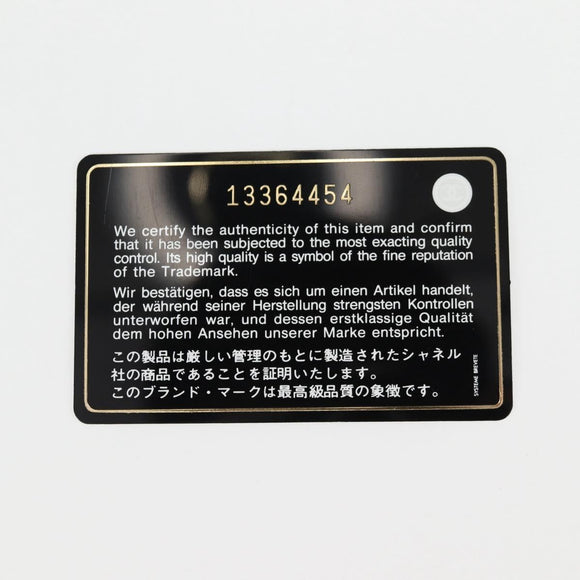 13364454
We certify the authenticity of this item and confirm
that it has been subjected to the most exacting quality
control. Its high quality is a symbol of the fine reputation
of the Trademark.
Wir bestätigen, dass es sich um einen Artikel handelt,
der während seiner Herstellung strengsten Kontrollen
unterworfen war, und dessen erstklassige Qualität
dem hohen Ansehen unserer Marke entspricht.
この製品は厳しい管理のもとに製造されたシャネル
社の商品であることを証明いたします。
このブランド・マークは最高級品質の象徴です。
SYSTEME BREVETE